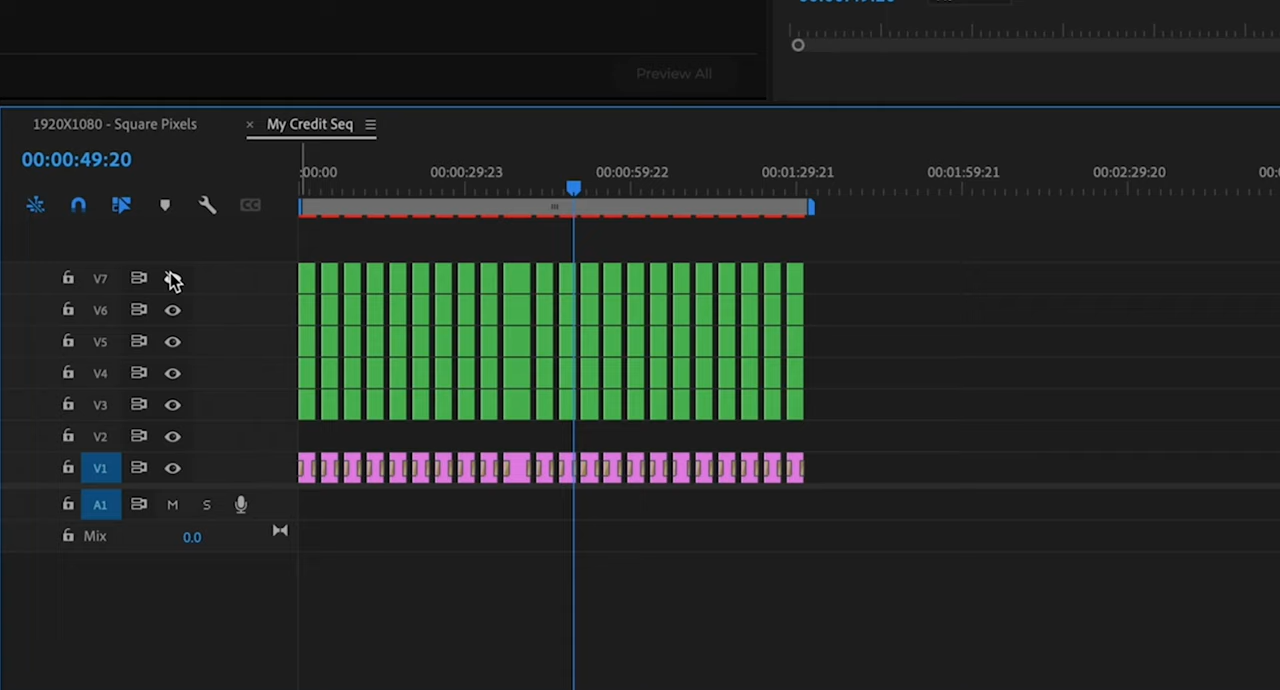 Preview All
1920X1080 - Square Pixels
× My Credit Seq
00:00:49:20
:00:00 00:00:29:23 00:00:59:22 00:01:29:21 00:01:59:21 00:02:29:20
CC
V7
V6
V5
V4
V3
V2
V1
A1 M S
Mix 0.0